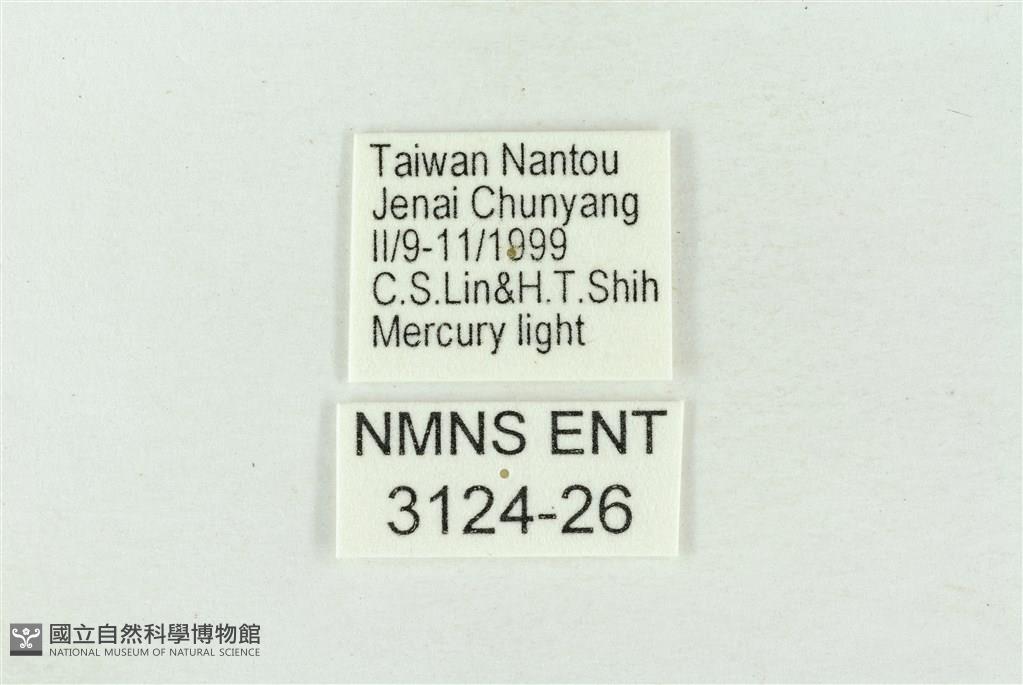 Taiwan Nantou
Jenai Chunyang
II/9-11/1999
C.S.Lin&H.T.Shih
Mercury light
NMNS ENT
3124-26
國立自然科學博物館
NATIONAL MUSEUM OF NATURAL SCIENCE